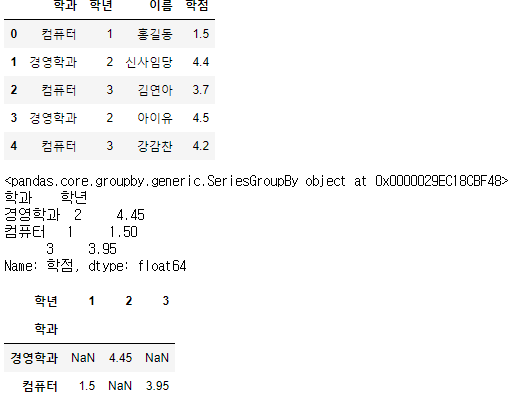 학과 학년 이름 학점
0 컴퓨터 1 홍길동 1.5
1 경영학과 2 신사임당 4.4
2 컴퓨터 3 김연아 3.7
3 경영학과 2 아이유 4.5
4 컴퓨터 3 강감찬 4.2
<pandas.core.groupby.generic.SeriesGroupBy object at 0x0000029EC18CBF48>
학과 학년
경영학과 2 4.45
컴퓨터 1 1.50
3 3.95
Name: 학점, dtype: float64
학년 1 2 3
학과
경영학과 NaN 4.45 NaN
컴퓨터 1.5 NaN 3.95